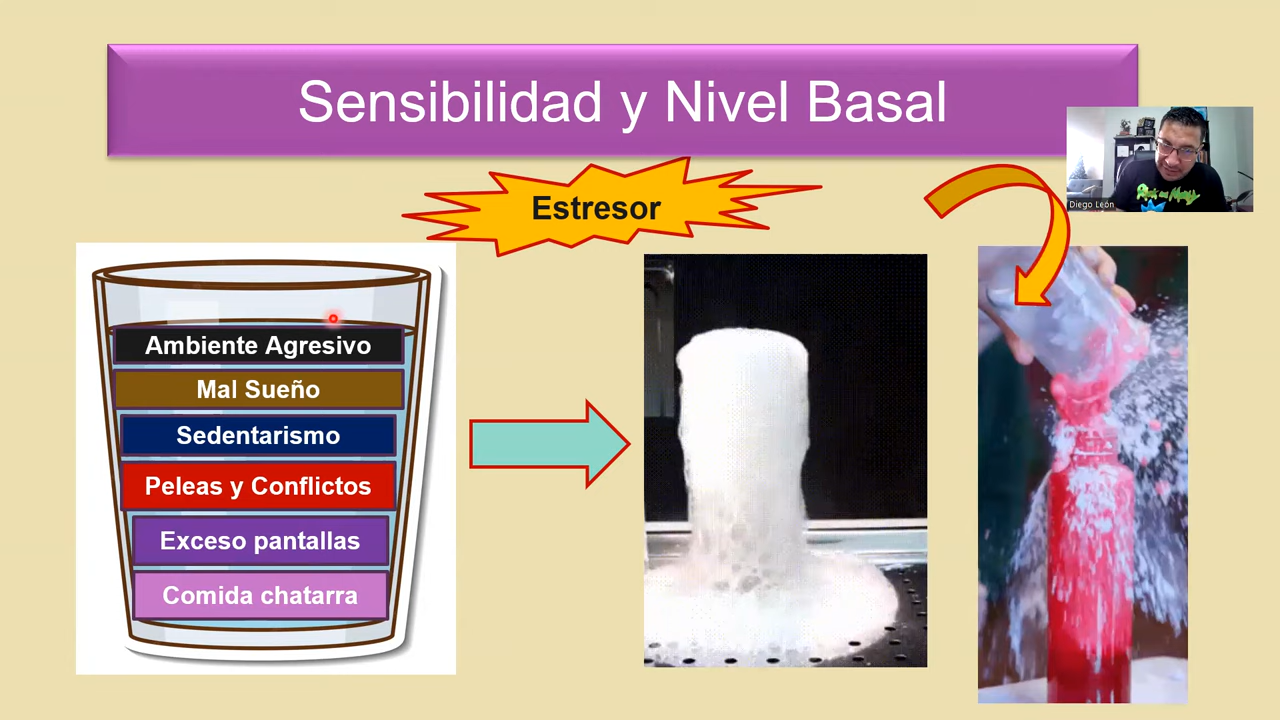 Sensibilidad y Nivel Basal
Diego León
Estresor
Ambiente Agresivo
Mal Sueño
Sedentarismo
Peleas y Conflictos
Exceso pantallas
Comida chatarra